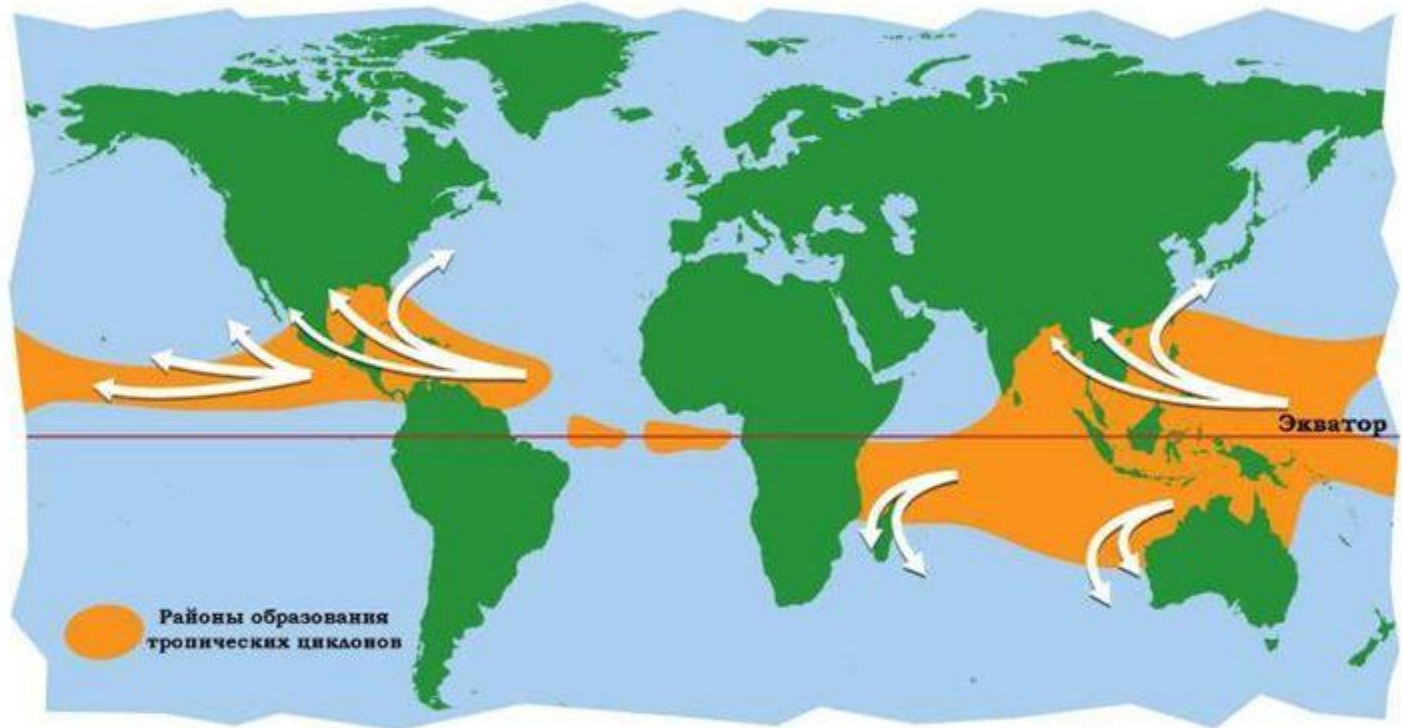 Экватор
Районы образования
тропических циклонов